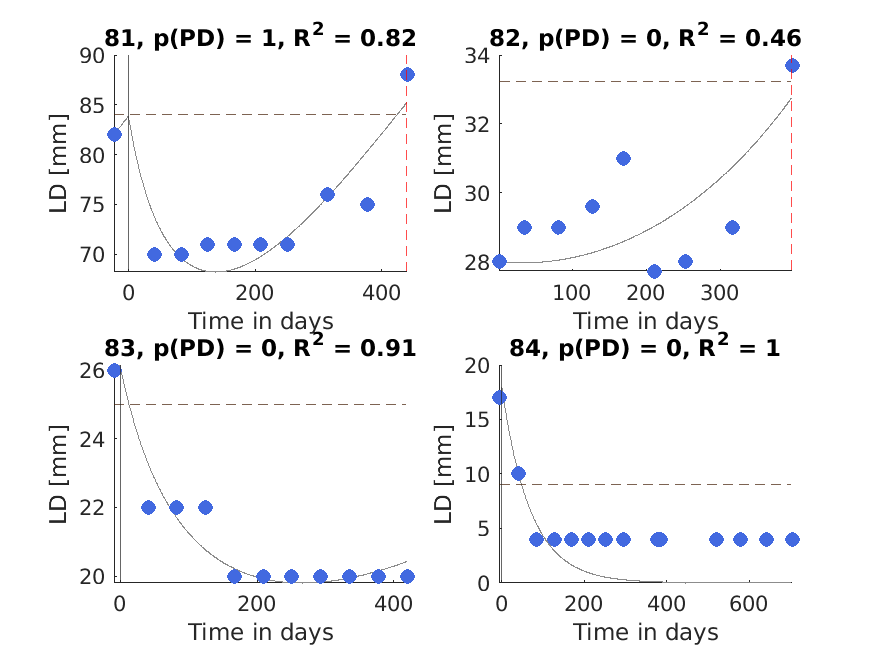 81, p(PD) = 1, R2 = 0.82
90
85
80
75
70
LD [mm]
0
200
400
Time in days
82, p(PD) = 0, R2 = 0.46
34
32
30
28
LD [mm]
100
200
300
Time in days
83, p(PD) = 0, R2 = 0.91
26
24
22
20
LD [mm]
0
200
400
Time in days
84, p(PD) = 0, R2 = 1
20
15
10
5
0
LD [mm]
0
200
400
600
Time in days